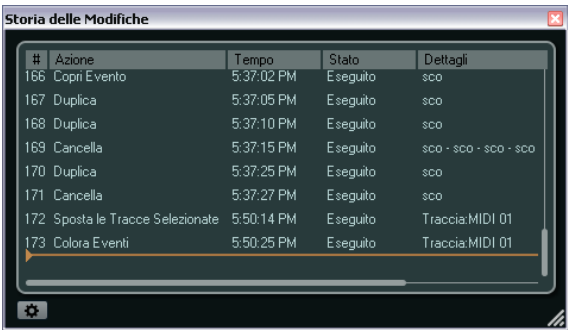 Storia delle Modifiche
# Azione Tempo Stato Dettagli
166 Copri Evento 5:37:02 PM Eseguito sco
167 Duplica 5:37:05 PM Eseguito sco
168 Duplica 5:37:10 PM Eseguito sco
169 Cancella 5:37:15 PM Eseguito sco - sco - sco - sco
170 Duplica 5:37:25 PM Eseguito sco
171 Cancella 5:37:27 PM Eseguito sco
172 Sposta le Tracce Selezionate 5:50:14 PM Eseguito Traccia:MIDI 01
173 Colora Eventi 5:50:25 PM Eseguito Traccia:MIDI 01